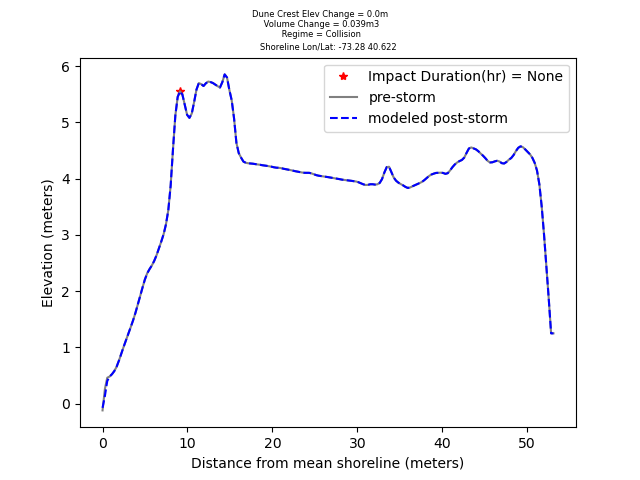 Dune Crest Elev Change = 0.0m
Volume Change = 0.039m3
Regime = Collision
Shoreline Lon/Lat: -73.28 40.622
Impact Duration(hr) = None
pre-storm
modeled post-storm
Elevation (meters)
6
5
4
3
2
1
0
0 10 20 30 40 50
Distance from mean shoreline (meters)